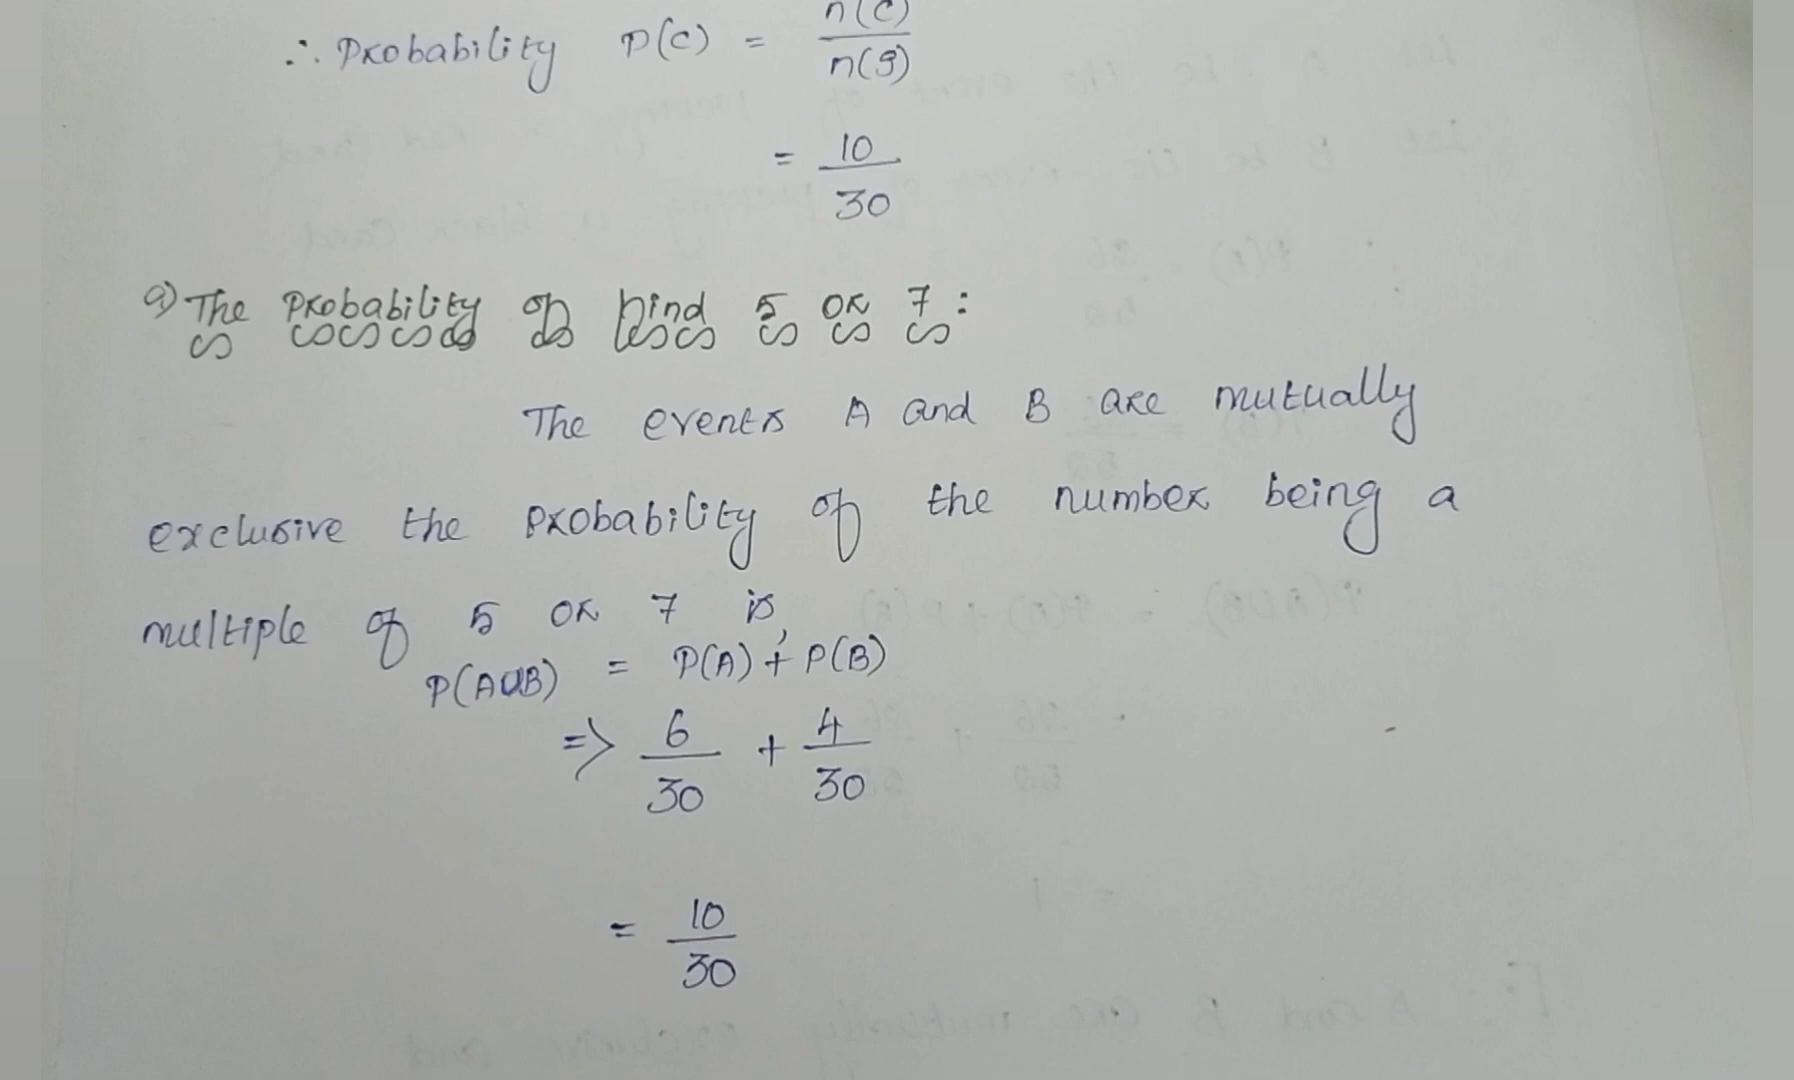 ∴ Probability P(C) = n(C) / n(S)
= 10 / 30
a) The Probability of find 5 or 7 :
The events A and B are mutually
exclusive the probability of the number being a
multiple of 5 or 7 is,
P(A∪B) = P(A) + P(B)
=> 6/30 + 4/30
= 10/30